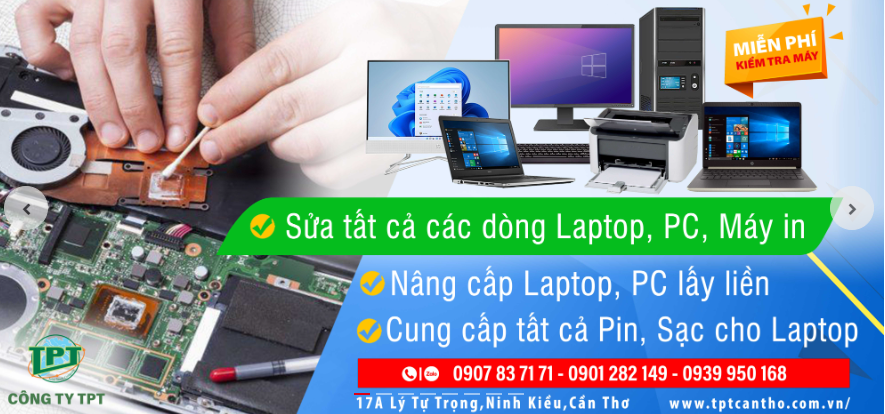 MIỄN PHÍ
KIỂM TRA MÁY
Sửa tất cả các dòng Laptop, PC, Máy in
Nâng cấp Laptop, PC lấy liền
Cung cấp tất cả Pin, Sạc cho Laptop
Zalo 0907 83 71 71 - 0901 282 149 - 0939 950 168
TPT
CÔNG TY TPT
17A Lý Tự Trọng,Ninh Kiều,Cần Thơ www.tptcantho.com.vn/